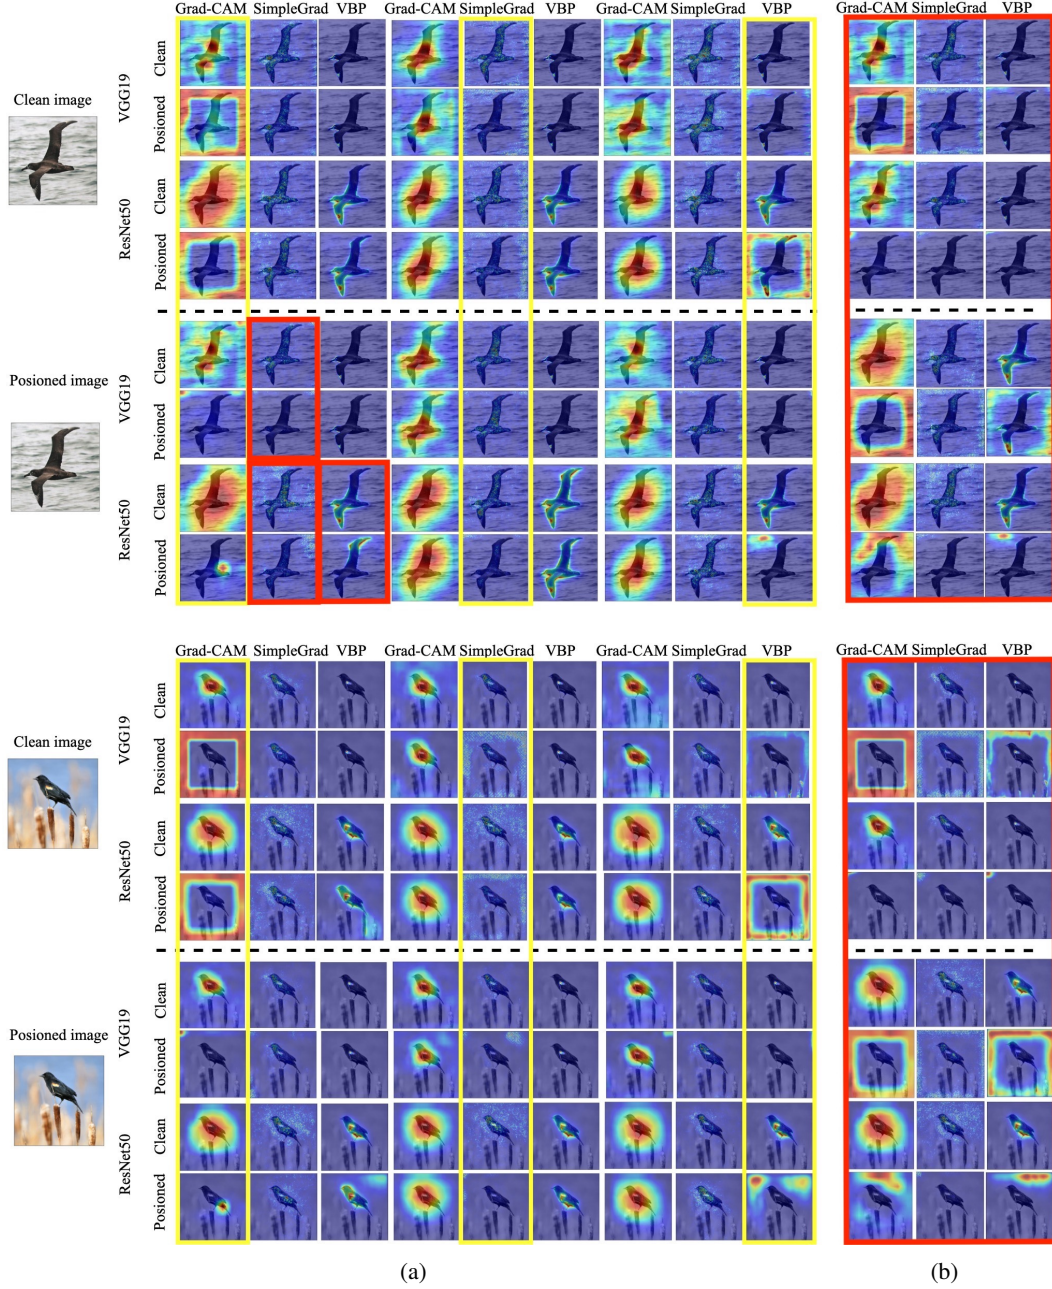 Grad-CAM SimpleGrad VBP Grad-CAM SimpleGrad VBP Grad-CAM SimpleGrad VBP Grad-CAM SimpleGrad VBP
Clean image
VGG19
Clean
Posioned
ResNet50
Clean
Posioned
Posioned image
VGG19
Clean
Posioned
ResNet50
Clean
Posioned
Grad-CAM SimpleGrad VBP Grad-CAM SimpleGrad VBP Grad-CAM SimpleGrad VBP Grad-CAM SimpleGrad VBP
Clean image
VGG19
Clean
Posioned
ResNet50
Clean
Posioned
Posioned image
VGG19
Clean
Posioned
ResNet50
Clean
Posioned
(a) (b)